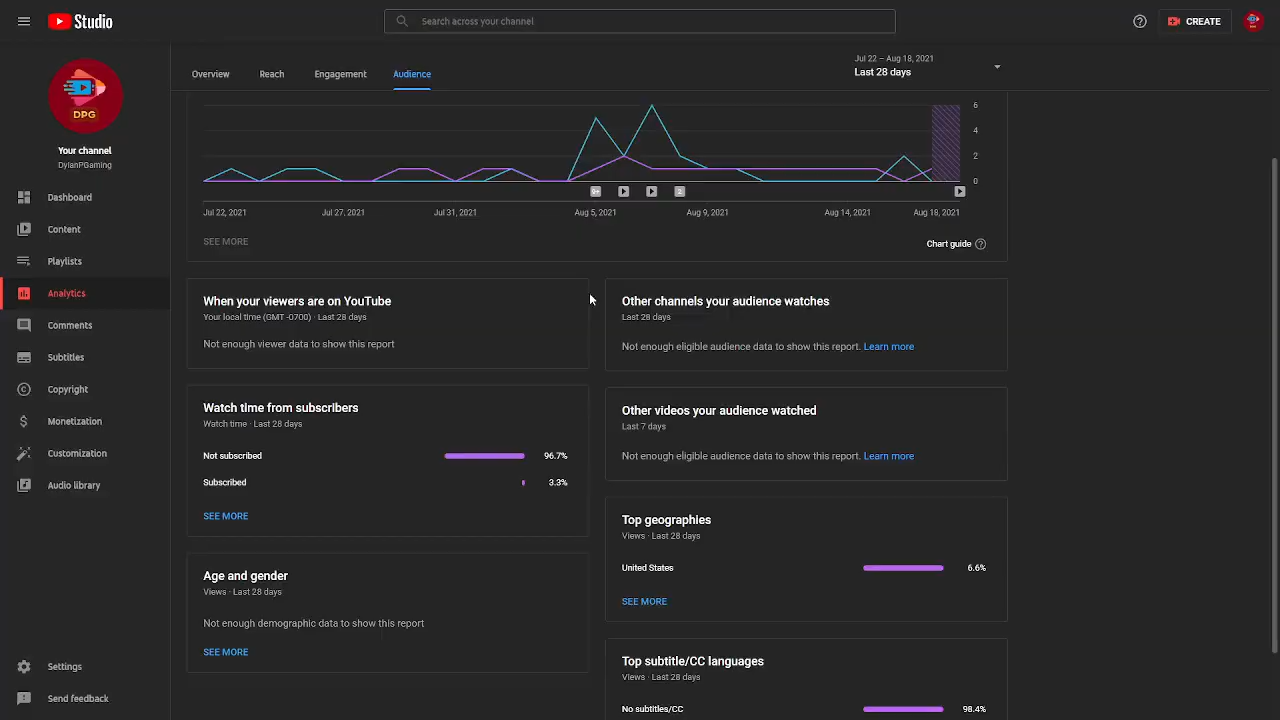 Studio
Search across your channel
CREATE
DPG
Your channel
DylanPGaming
Dashboard
Content
Playlists
Analytics
Comments
Subtitles
Copyright
Monetization
Customization
Audio library
Settings
Send feedback
Overview
Reach
Engagement
Audience
Jul 22 – Aug 18, 2021
Last 28 days
6
4
2
0
9+
2
Jul 22, 2021
Jul 27, 2021
Jul 31, 2021
Aug 5, 2021
Aug 9, 2021
Aug 14, 2021
Aug 18, 2021
SEE MORE
Chart guide
When your viewers are on YouTube
Your local time (GMT -0700) · Last 28 days
Not enough viewer data to show this report
Watch time from subscribers
Watch time · Last 28 days
Not subscribed 96.7%
Subscribed 3.3%
SEE MORE
Age and gender
Views · Last 28 days
Not enough demographic data to show this report
SEE MORE
Other channels your audience watches
Last 28 days
Not enough eligible audience data to show this report. Learn more
Other videos your audience watched
Last 7 days
Not enough eligible audience data to show this report. Learn more
Top geographies
Views · Last 28 days
United States 6.6%
SEE MORE
Top subtitle/CC languages
Views · Last 28 days
No subtitles/CC 98.4%